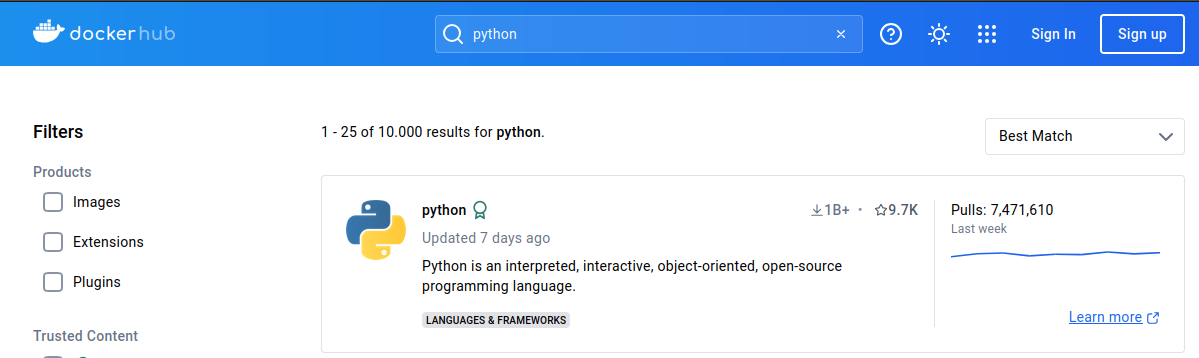 dockerhub
python
Sign In
Sign up
Filters
1 - 25 of 10.000 results for python.
Best Match
Products
Images
Extensions
Plugins
Trusted Content
python
1B+ • 9.7K
Updated 7 days ago
Python is an interpreted, interactive, object-oriented, open-source
programming language.
LANGUAGES & FRAMEWORKS
Pulls: 7,471,610
Last week
Learn more